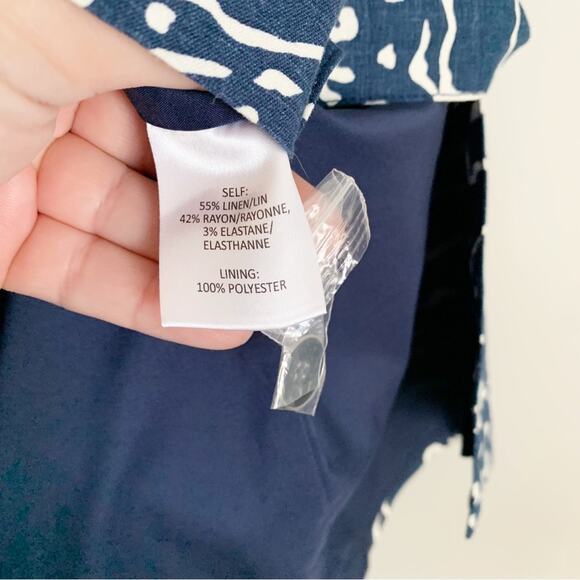 SELF:
55% LINEN/LIN
42% RAYON/RAYONNE,
3% ELASTANE/
ELASTHANNE
LINING:
100% POLYESTER